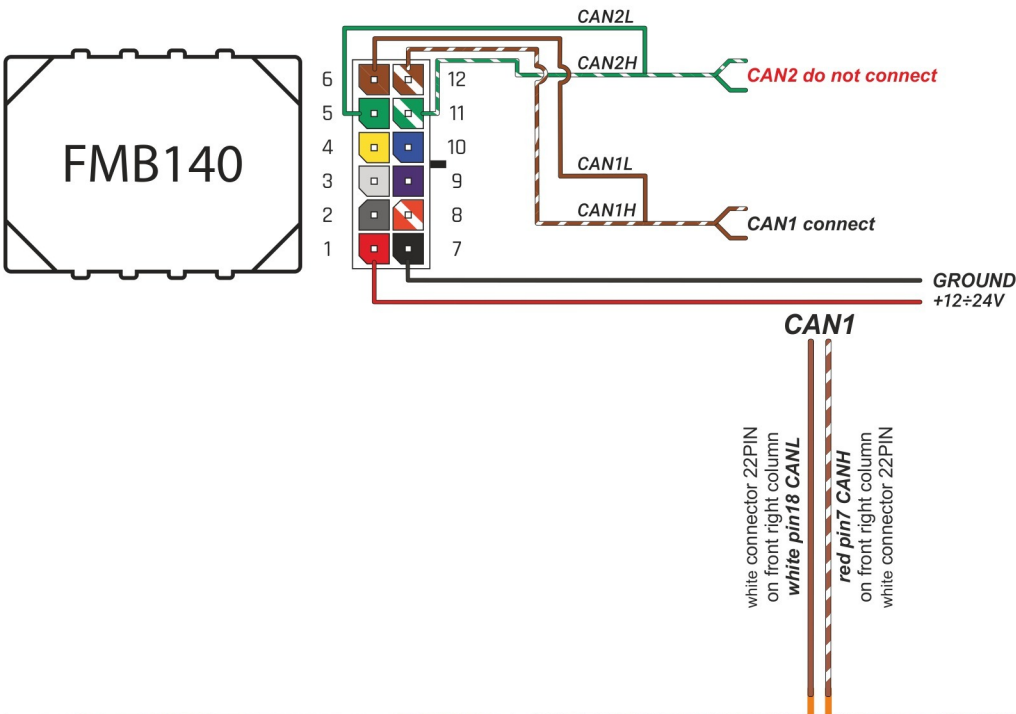 CAN2L
CAN2H
CAN2 do not connect
FMB140
6
12
5
11
4
10
3
9
2
8
1
7
CAN1L
CAN1H
CAN1 connect
GROUND
+12÷24V
CAN1
white connector 22PIN
on front right column
white pin18 CANL
red pin7 CANH
on front right column
white connector 22PIN